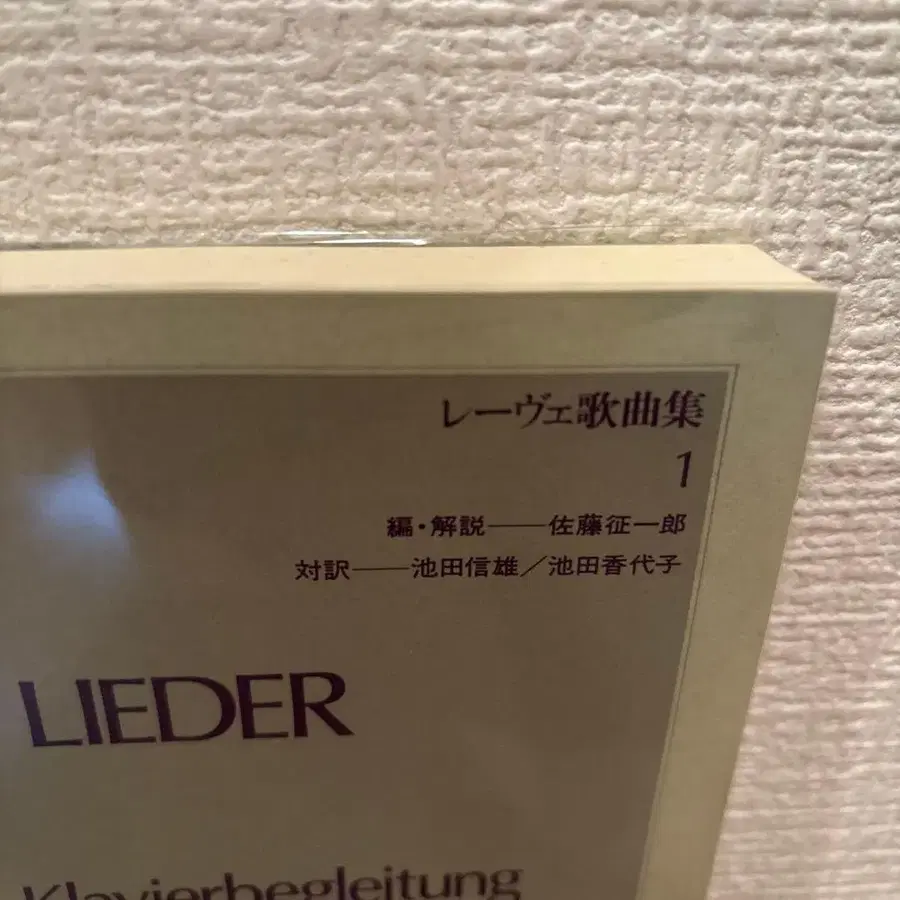 レーヴェ歌曲集
1
編・解説――佐藤征一郎
対訳――池田信雄／池田香代子
LIEDER
Klavierbegleitung